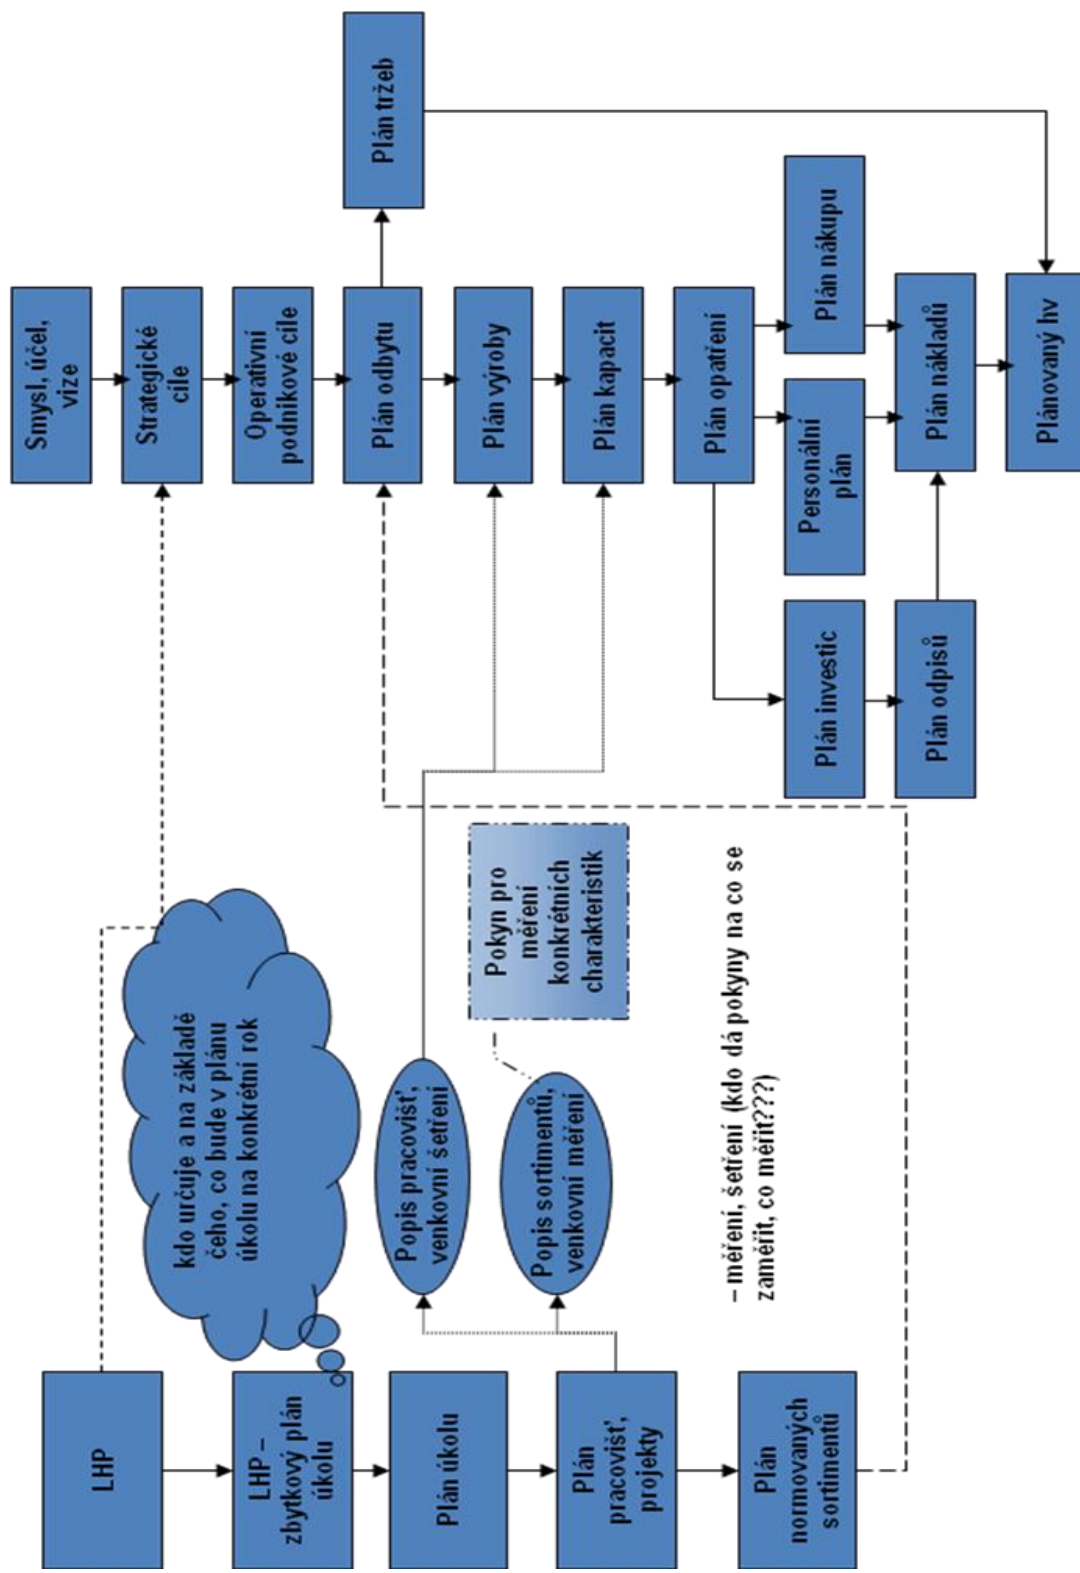 LHP
LHP –
zbytkový plán
úkolu
Plán úkolu
Plán
pracovišť,
projekty
Plán
normovaných
sortimentů
kdo určuje a na základě
čeho, co bude v plánu
úkolu na konkrétní rok
Popis pracovišť,
venkovní šetření
Popis sortimentů,
venkovní měření
Pokyn pro
měření
konkrétních
charakteristik
– měření, šetření (kdo dá pokyny na co se
zaměřit, co měřit???)
Smysl, účel,
vize
Strategické
cíle
Operativní
podnikové cíle
Plán odbytu
Plán tržeb
Plán výroby
Plán kapacit
Plán opatření
Plán investic
Personální
plán
Plán nákupu
Plán odpisů
Plán nákladů
Plánovaný hv